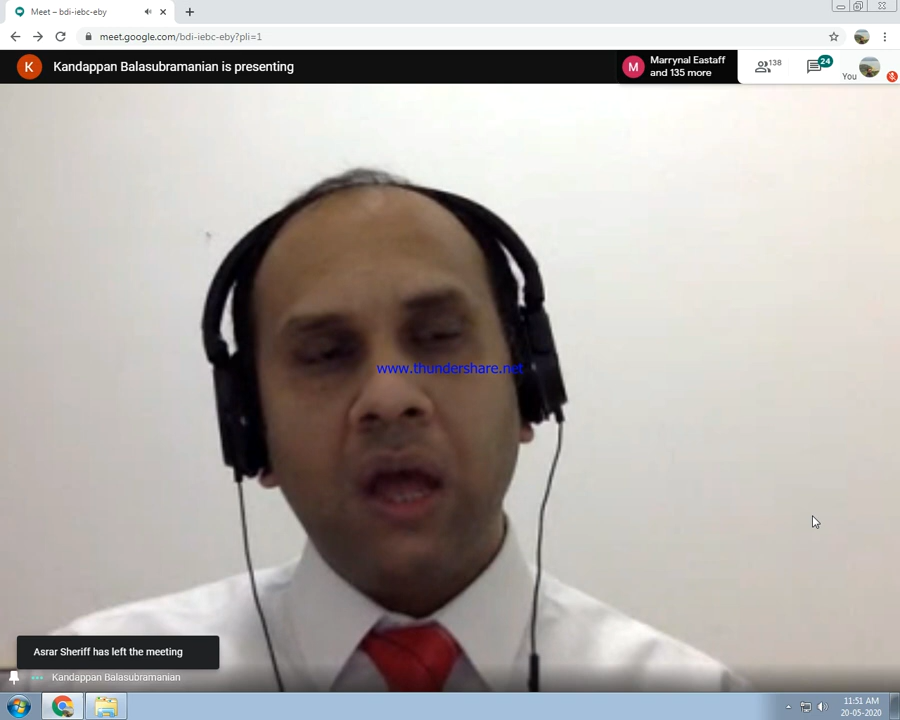 Meet – bdi-iebc-eby
meet.google.com/bdi-iebc-eby?pli=1
K
Kandappan Balasubramanian is presenting
M
Marrynal Eastaff
and 135 more
138
24
You
www.thundershare.net
Asrar Sheriff has left the meeting
Kandappan Balasubramanian
11:51 AM
20-05-2020